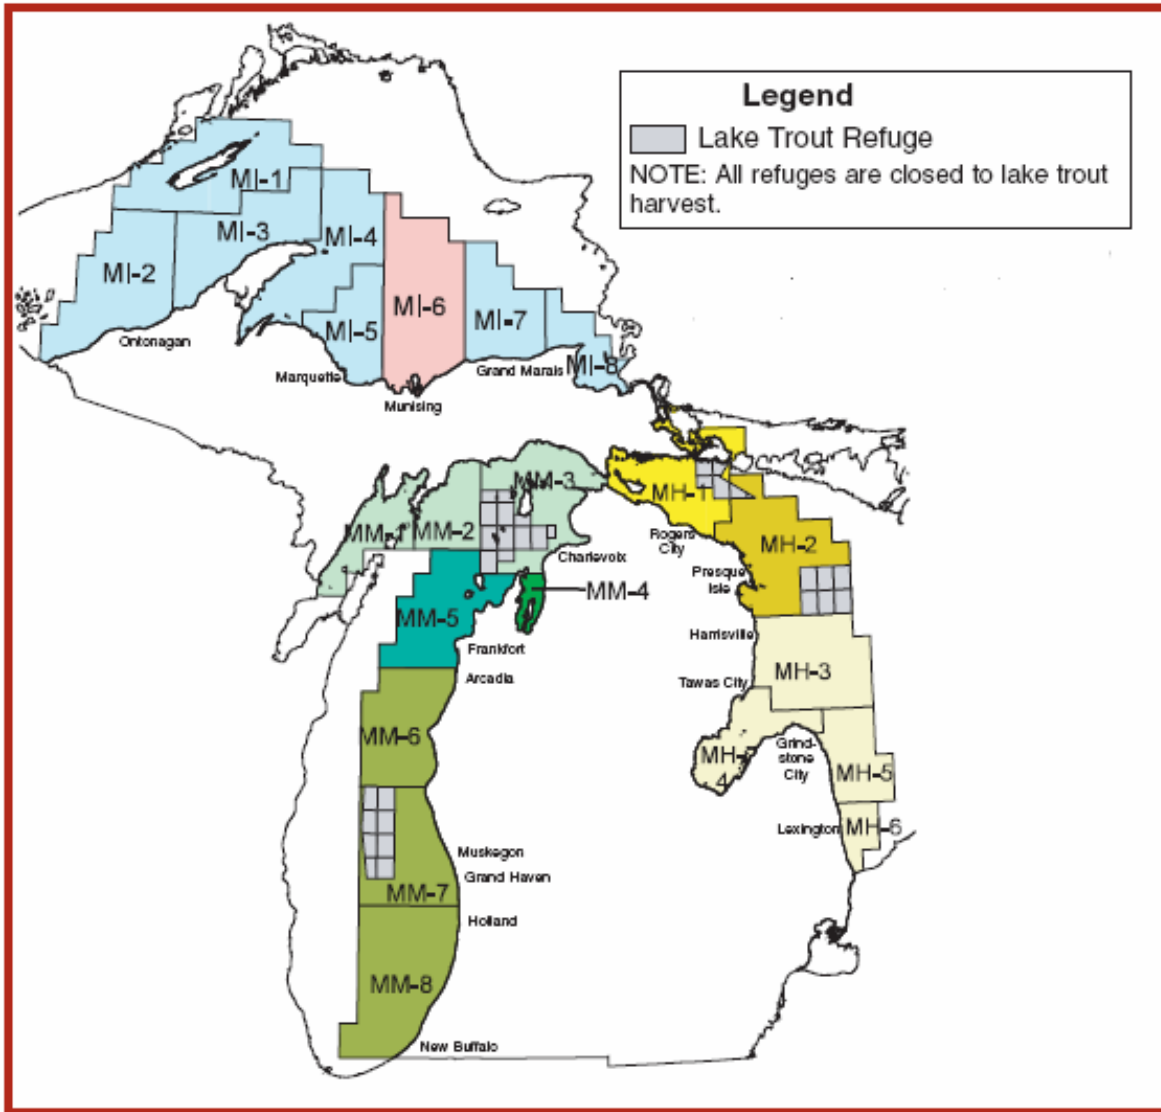 Legend
Lake Trout Refuge
NOTE: All refuges are closed to lake trout
harvest.
MI-1
MI-3
MI-4
MI-2
MI-6
MI-7
MI-5
MI-8
Ontonagan
Marquette
Grand Marais
Munising
MM-3
MH-1
MM-1
MM-2
Rogers
City
MH-2
Charlevoix
Presque
Isle
MM-4
MM-5
Harrisville
Frankfort
Arcadia
Tawas City
MH-3
MM-6
MH-
4
Grind-
stone
City
MH-5
Lexington
MH-6
Muskegon
Grand Haven
MM-7
Holland
MM-8
New Buffalo